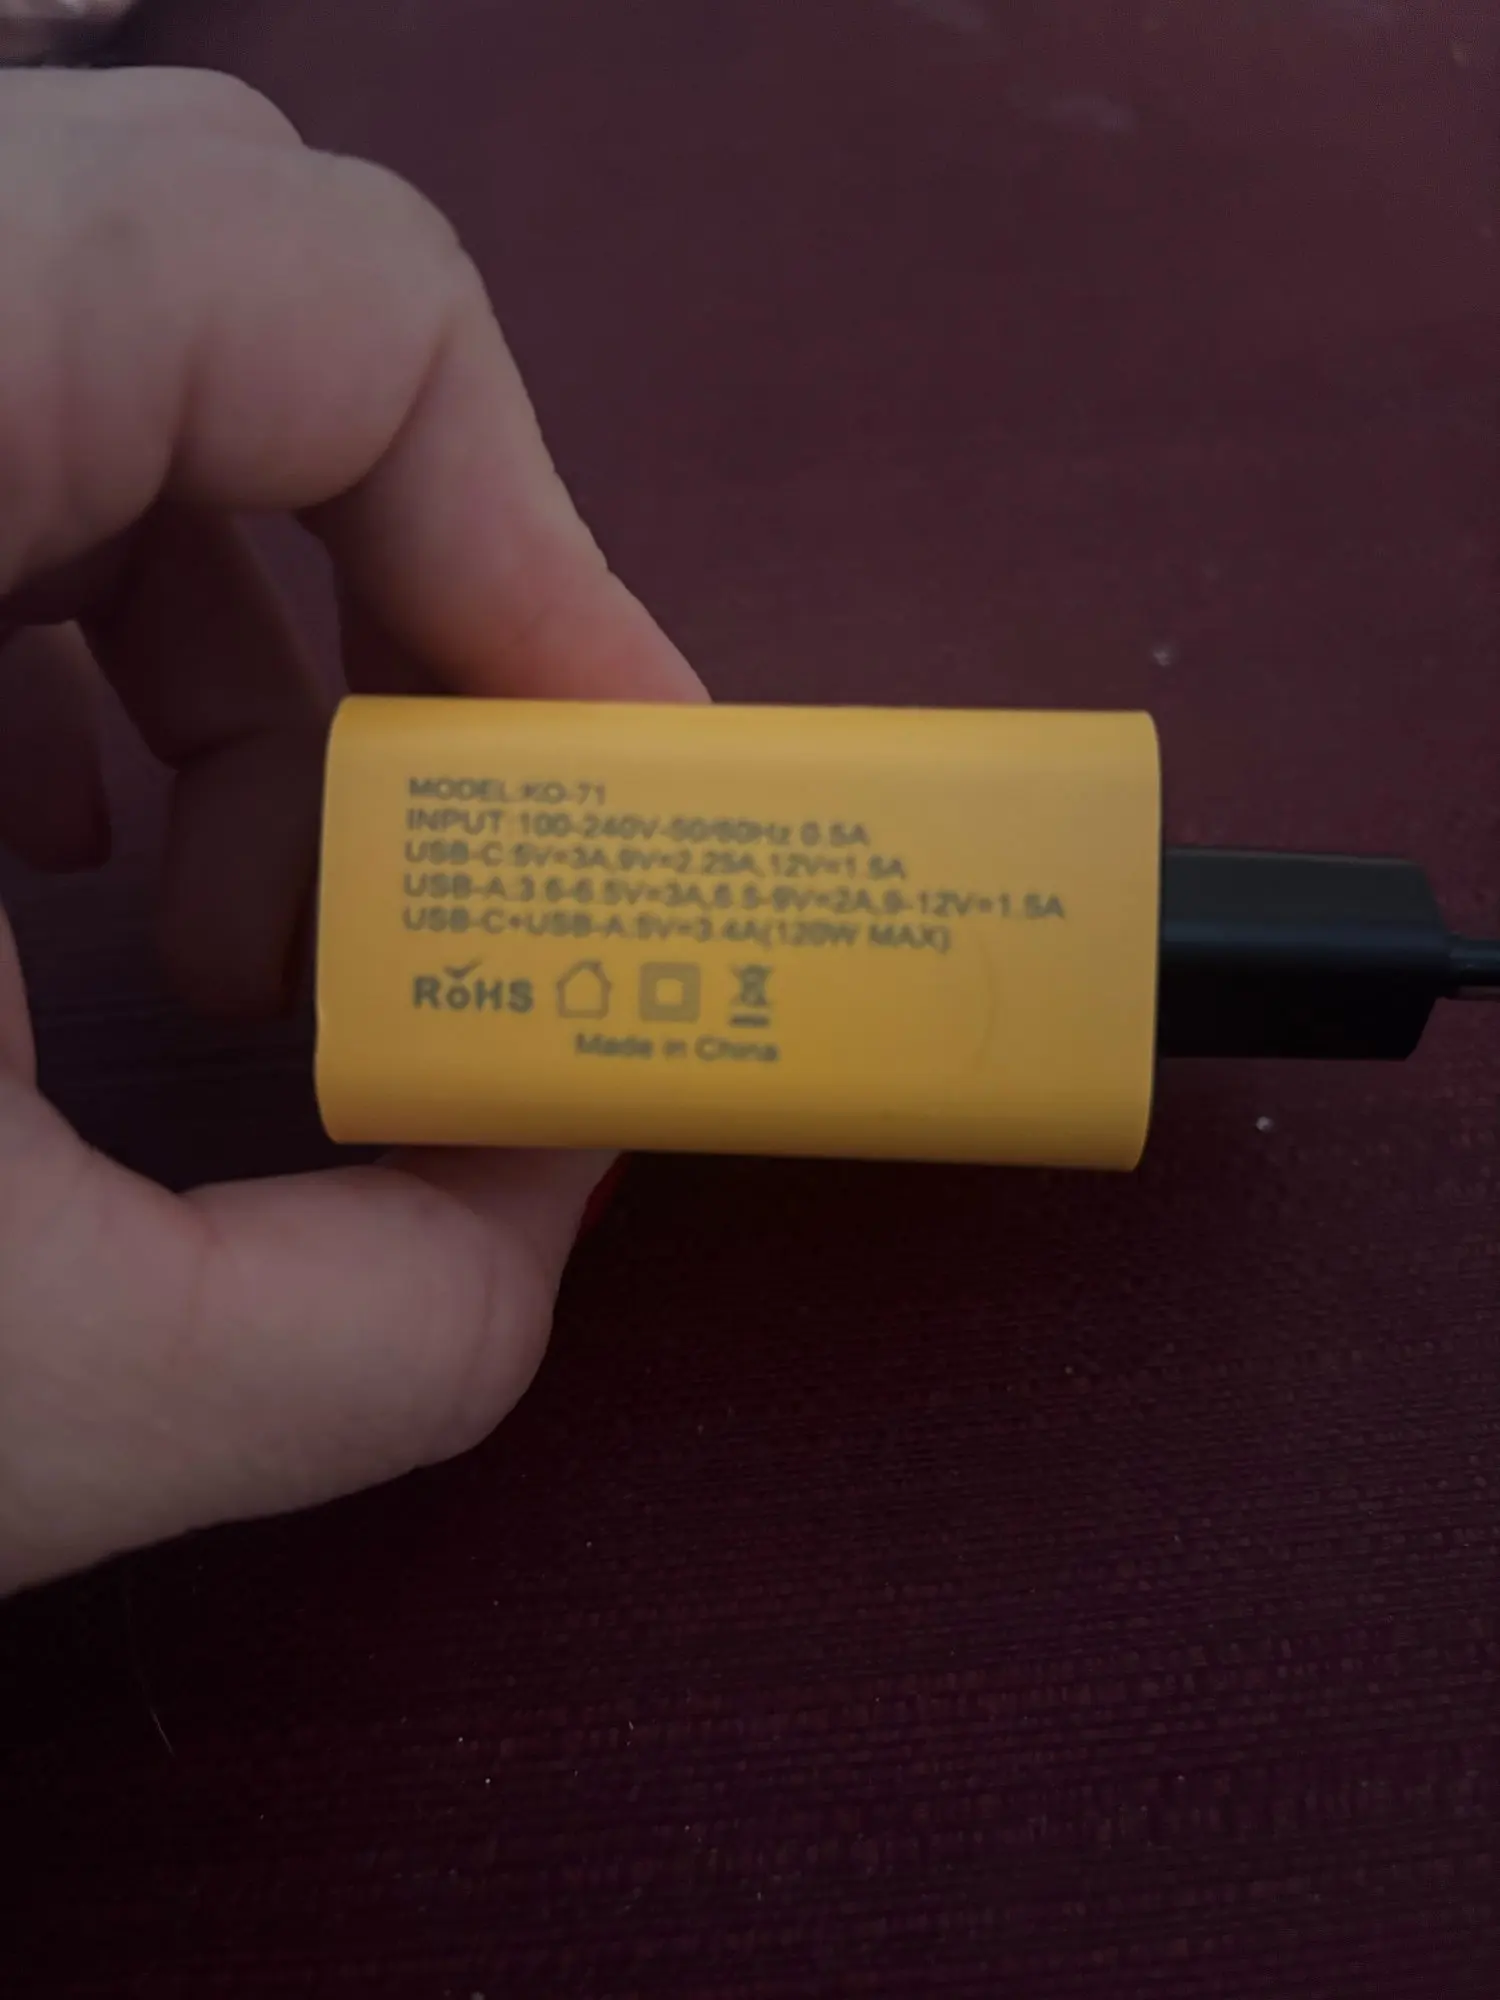 MODEL:KO-71
INPUT:100-240V-50/60Hz 0.5A
USB-C:5V=3A,9V=2.25A,12V=1.5A
USB-A:3.6-6.5V=3A,6.5-9V=2A,9-12V=1.5A
USB-C+USB-A:5V=3.4A(120W MAX)
RoHS
Made in China